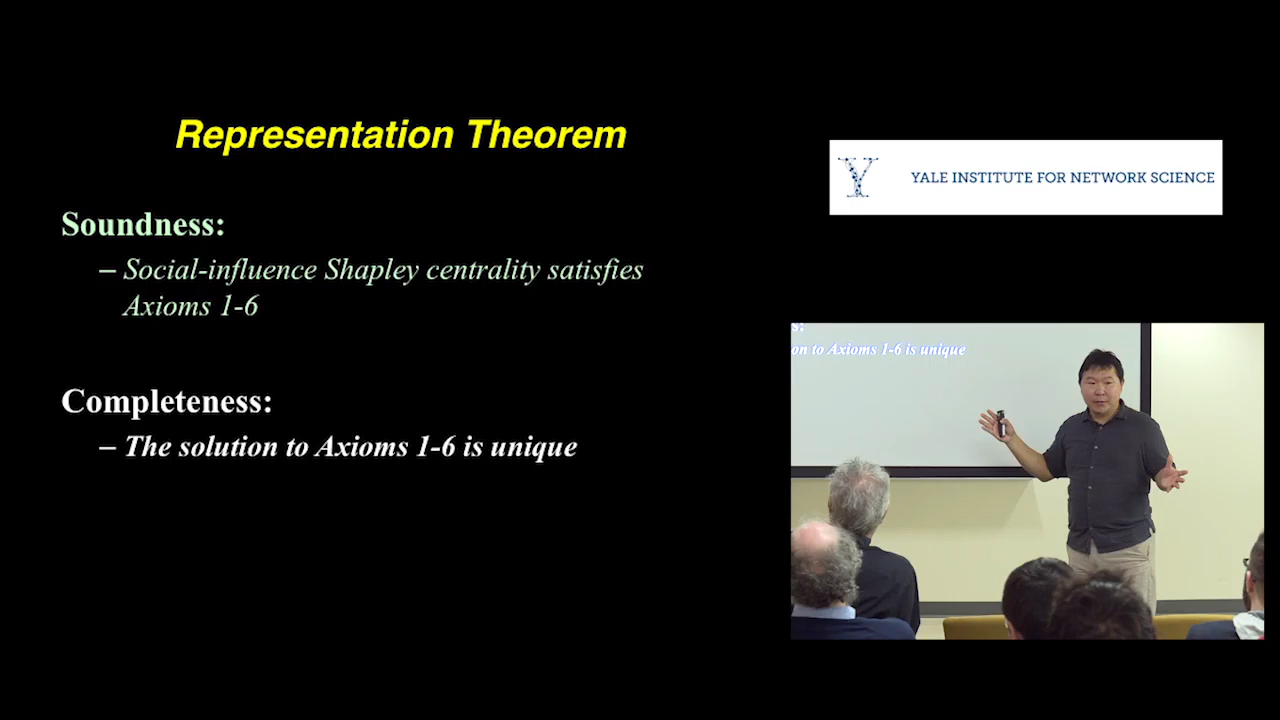 Representation Theorem
Soundness:
– Social-influence Shapley centrality satisfies
Axioms 1-6
Completeness:
– The solution to Axioms 1-6 is unique
Y YALE INSTITUTE FOR NETWORK SCIENCE
s:
on to Axioms 1-6 is unique